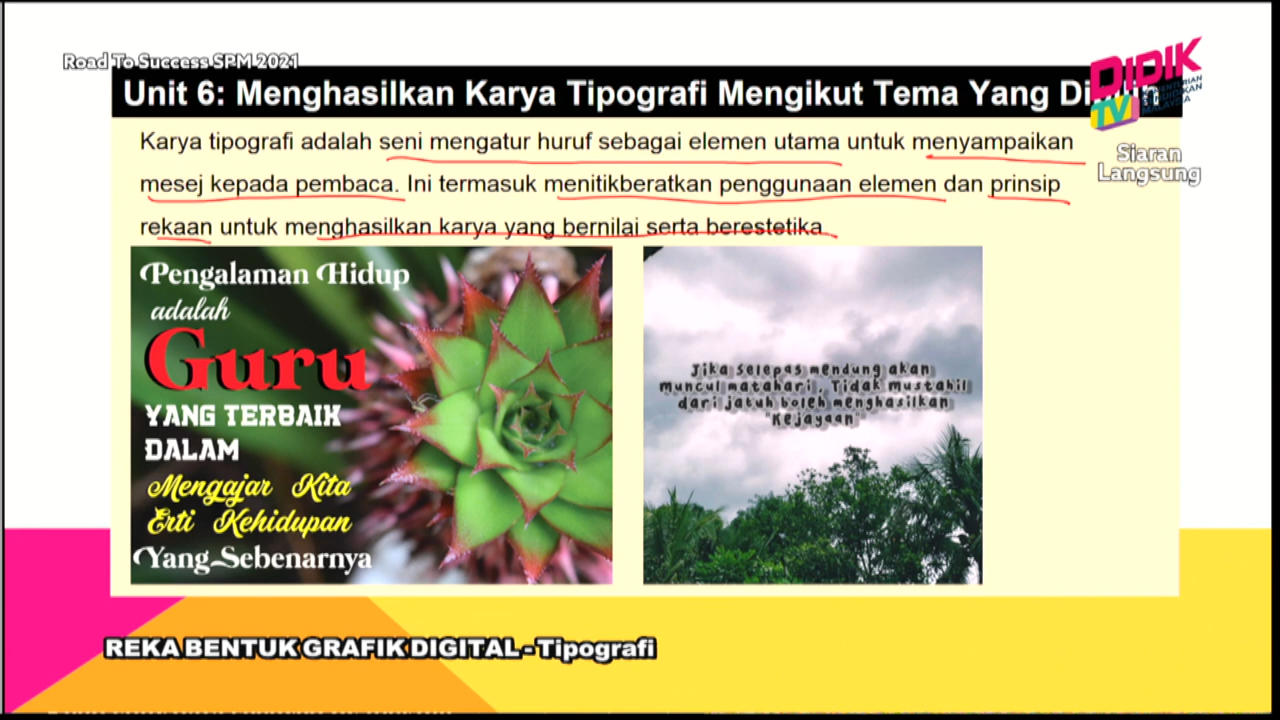 Road To Success SPM 2021
Unit 6: Menghasilkan Karya Tipografi Mengikut Tema Yang
DIDIK
TV
Siaran
Langsung
Karya tipografi adalah seni mengatur huruf sebagai elemen utama untuk menyampaikan
mesej kepada pembaca. Ini termasuk menitikberatkan penggunaan elemen dan prinsip
rekaan untuk menghasilkan karya yang bernilai serta berestetika.
Pengalaman Hidup
adalah
Guru
YANG TERBAIK
DALAM
Mengajar Kita
Erti Kehidupan
Yang Sebenarnya
Jika selepas mendung akan
muncul matahari, Tidak mustahil
dari jatuh boleh menghasilkan
"Kejayaan"
REKA BENTUK GRAFIK DIGITAL - Tipografi